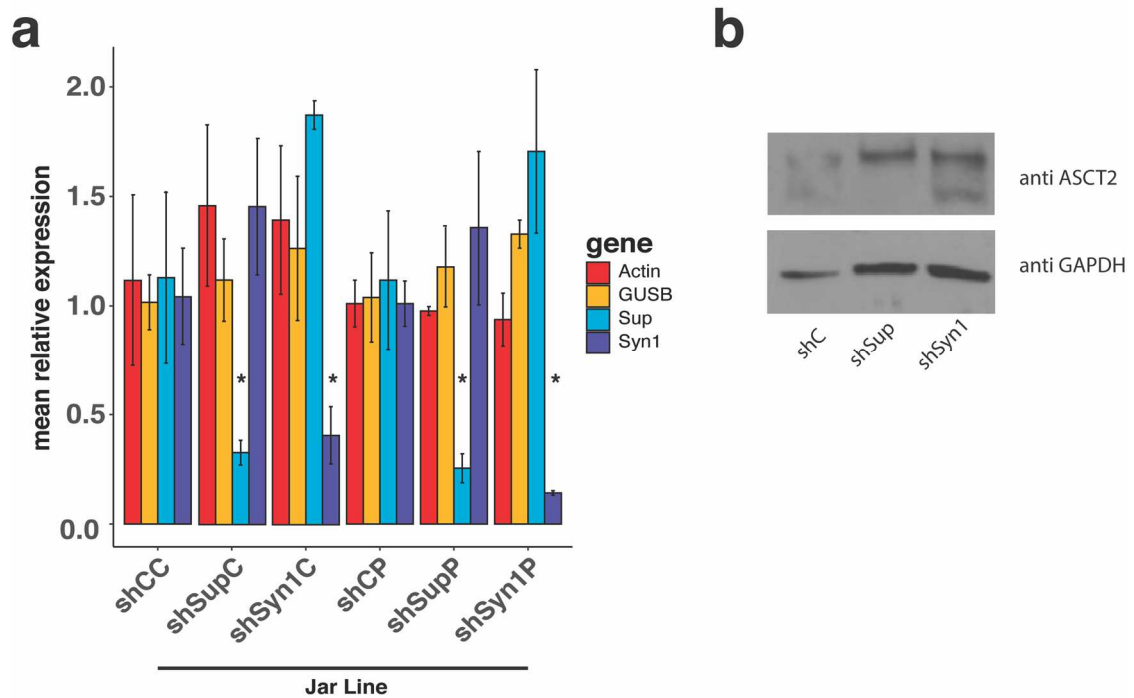 a
mean relative expression
2.0
1.5
1.0
0.5
0.0
*
*
*
*
shCC
shSupC
shSyn1C
shCP
shSupP
shSyn1P
Jar Line
gene
Actin
GUSB
Sup
Syn1
b
anti ASCT2
anti GAPDH
shC
shSup
shSyn1